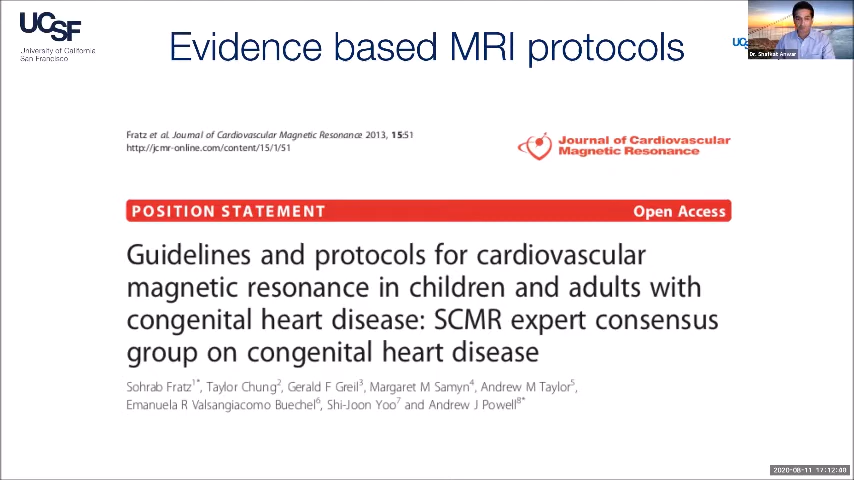 UCSF
University of California
San Francisco
Evidence based MRI protocols
UC
Dr. Shafkat Anwar
Fratz et al. Journal of Cardiovascular Magnetic Resonance 2013, 15:51
http://jcmr-online.com/content/15/1/51
Journal of Cardiovascular
Magnetic Resonance
POSITION STATEMENT Open Access
Guidelines and protocols for cardiovascular
magnetic resonance in children and adults with
congenital heart disease: SCMR expert consensus
group on congenital heart disease
Sohrab Fratz1*, Taylor Chung2, Gerald F Greil3, Margaret M Samyn4, Andrew M Taylor5,
Emanuela R Valsangiacomo Buechel6, Shi-Joon Yoo7 and Andrew J Powell8*
2020-08-11 17:12:40